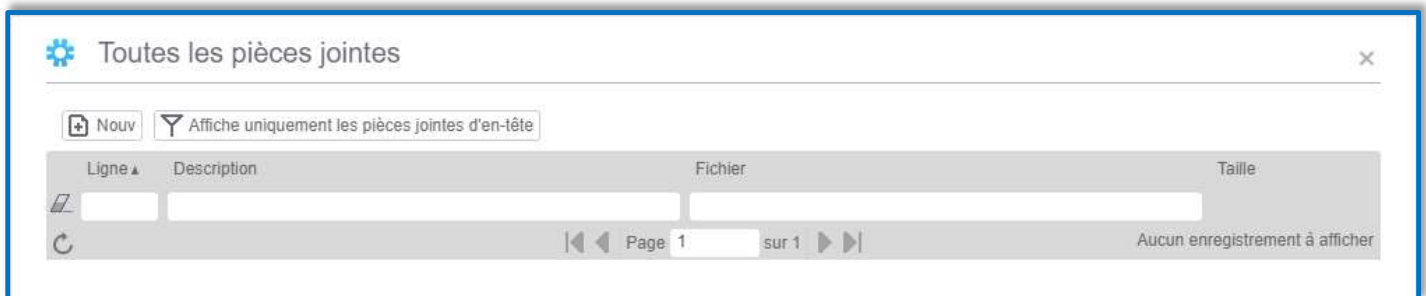 Toutes les pièces jointes
Nouv Affiche uniquement les pièces jointes d'en-tête
Ligne Description Fichier Taille
Page 1 sur 1 Aucun enregistrement à afficher